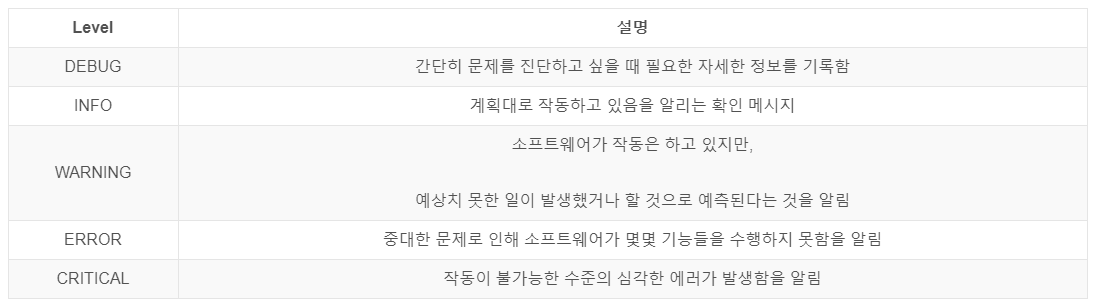 Level 설명
DEBUG 간단히 문제를 진단하고 싶을 때 필요한 자세한 정보를 기록함
INFO 계획대로 작동하고 있음을 알리는 확인 메시지
WARNING 소프트웨어가 작동은 하고 있지만,
예상치 못한 일이 발생했거나 할 것으로 예측된다는 것을 알림
ERROR 중대한 문제로 인해 소프트웨어가 몇몇 기능들을 수행하지 못함을 알림
CRITICAL 작동이 불가능한 수준의 심각한 에러가 발생함을 알림